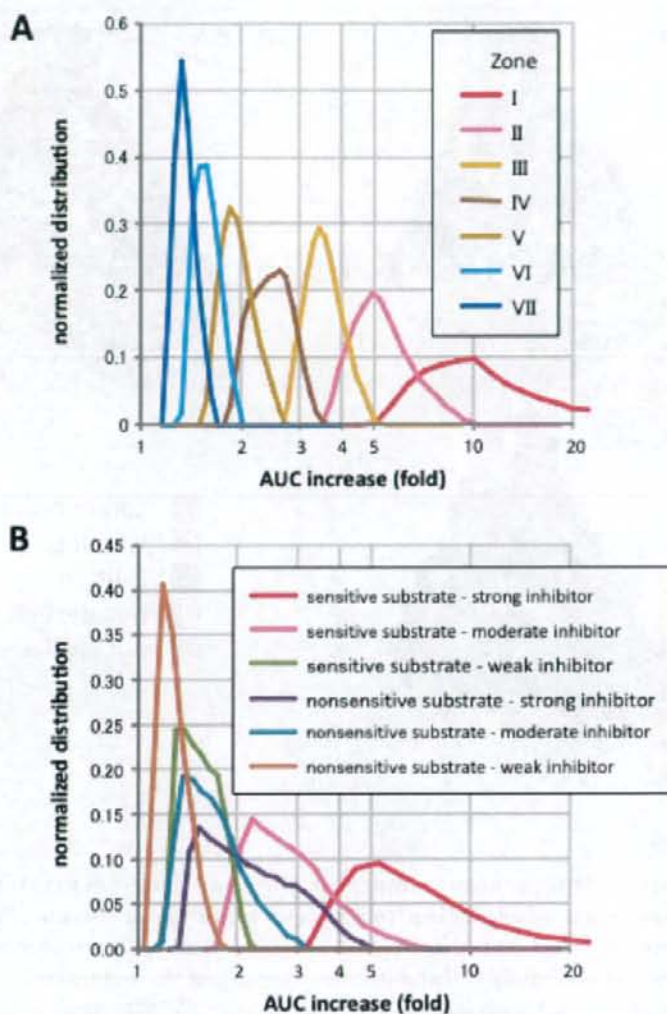 A
0.6
0.5
0.4
0.3
0.2
0.1
0
normalized distribution
Zone
I
II
III
IV
V
VI
VII
1 2 3 4 5 10 20
AUC increase (fold)
B
0.45
0.40
0.35
0.30
0.25
0.20
0.15
0.10
0.05
0.00
normalized distribution
sensitive substrate - strong inhibitor
sensitive substrate - moderate inhibitor
sensitive substrate - weak inhibitor
nonsensitive substrate - strong inhibitor
nonsensitive substrate - moderate inhibitor
nonsensitive substrate - weak inhibitor
1 2 3 4 5 10 20
AUC increase (fold)